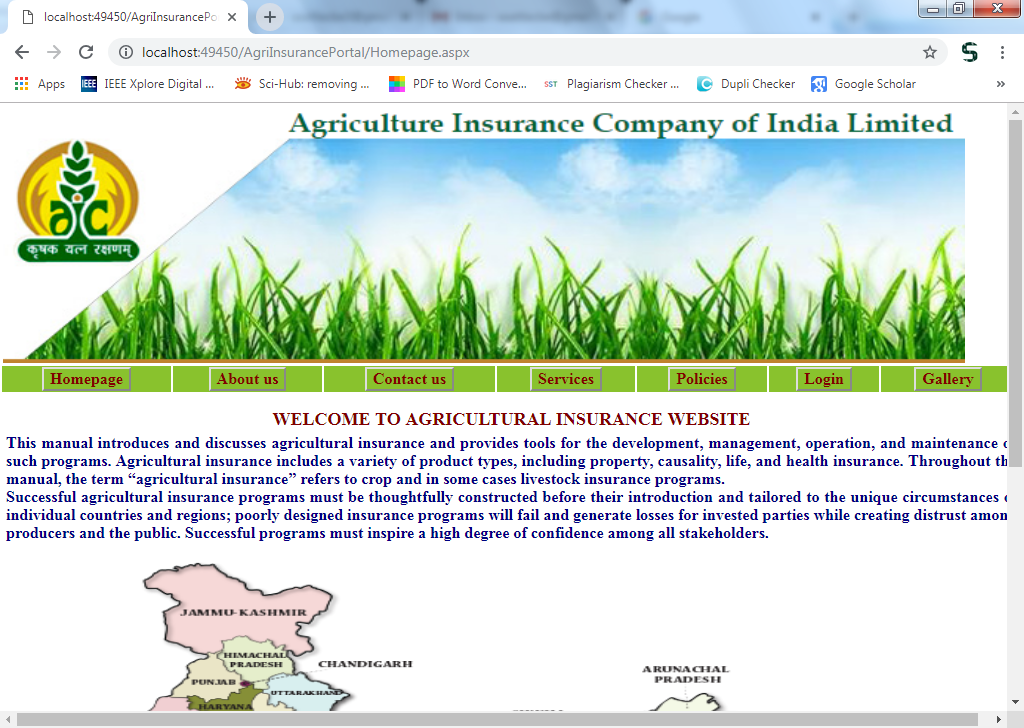 localhost:49450/AgriInsurancePo
localhost:49450/AgriInsurancePortal/Homepage.aspx
Apps
IEEE
IEEE Xplore Digital ...
Sci-Hub: removing ...
PDF to Word Conve...
SST
Plagiarism Checker ...
Dupli Checker
Google Scholar
»
Agriculture Insurance Company of India Limited
aic
कृषक यत्न रक्षणम्
Homepage
About us
Contact us
Services
Policies
Login
Gallery
WELCOME TO AGRICULTURAL INSURANCE WEBSITE
This manual introduces and discusses agricultural insurance and provides tools for the development, management, operation, and maintenance
such programs. Agricultural insurance includes a variety of product types, including property, causality, life, and health insurance. Throughout th
manual, the term “agricultural insurance” refers to crop and in some cases livestock insurance programs.
Successful agricultural insurance programs must be thoughtfully constructed before their introduction and tailored to the unique circumstances
individual countries and regions; poorly designed insurance programs will fail and generate losses for invested parties while creating distrust amon
producers and the public. Successful programs must inspire a high degree of confidence among all stakeholders.
JAMMU-KASHMIR
HIMACHAL
PRADESH
CHANDIGARH
PUNJAB
UTTARAKHAND
HARYANA
ARUNACHAL
PRADESH